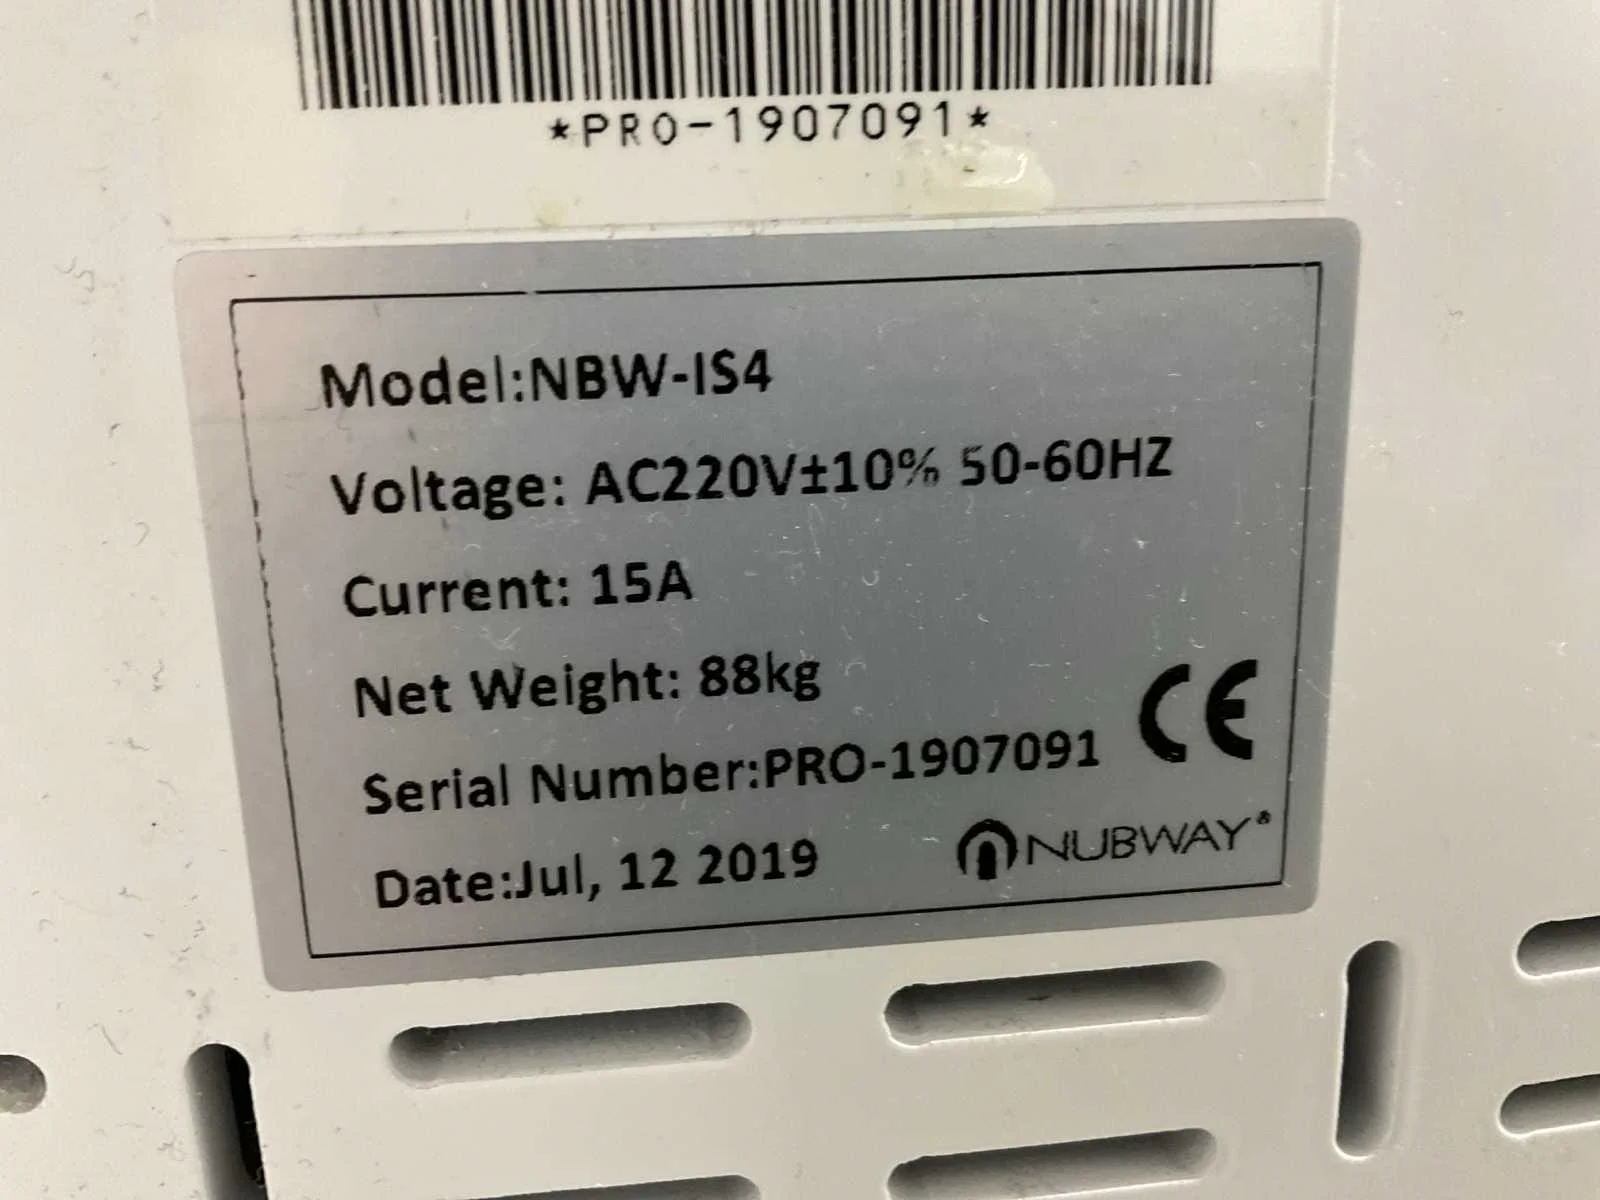 *PRO-1907091*
Model:NBW-IS4
Voltage: AC220V±10% 50-60HZ
Current: 15A
Net Weight: 88kg
Serial Number:PRO-1907091
CE
Date:Jul, 12 2019
NUBWAY®